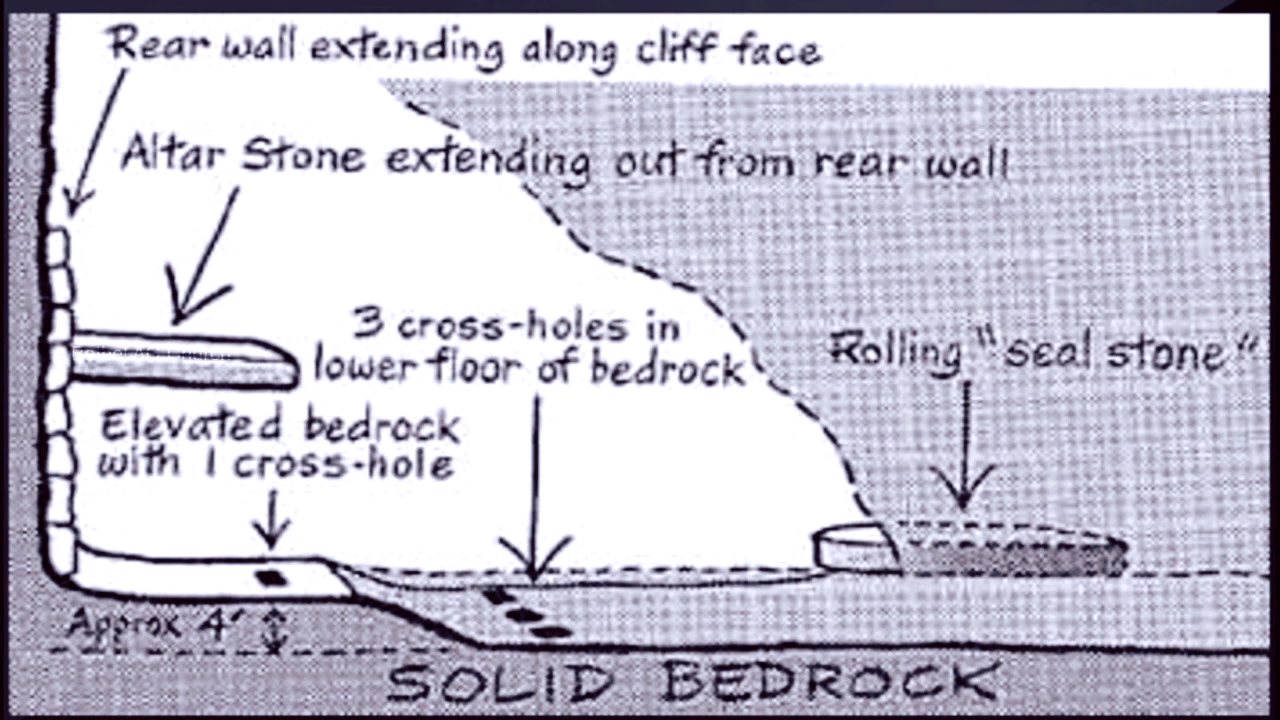 Rear wall extending along cliff face
Altar Stone extending out from rear wall
3 cross-holes in
lower floor of bedrock
Rolling "seal stone"
Elevated bedrock
with 1 cross-hole
Approx 4'
SOLID BEDROCK